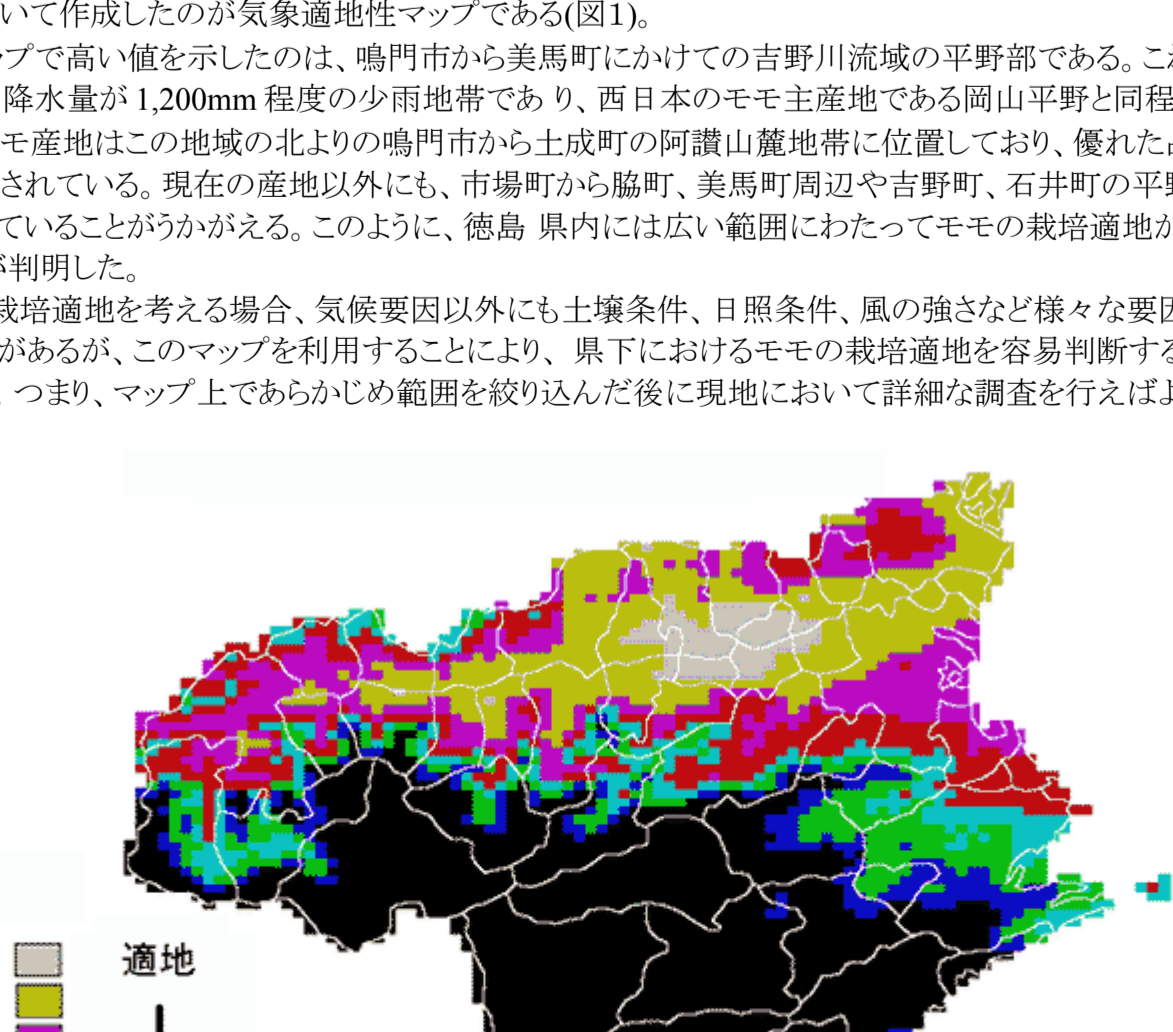 いて作成したのが気象適地性マップである(図1)。
ップで高い値を示したのは、鳴門市から美馬町にかけての吉野川流域の平野部である。こ
降水量が 1,200mm 程度の少雨地帯であ り、西日本のモモ主産地である岡山平野と同程
モ産地はこの地域の北よりの鳴門市から土成町の阿讃山麓地帯に位置しており、優れた
されている。現在の産地以外にも、市場町から脇町、美馬町周辺や吉野町、石井町の平野
ていることがうかがえる。このように、徳島 県内には広い範囲にわたってモモの栽培適地が
が判明した。
栽培適地を考える場合、気候要因以外にも土壌条件、日照条件、風の強さなど様々な要因
があるが、このマップを利用することにより、 県下におけるモモの栽培適地を容易判断する
つまり、マップ上であらかじめ範囲を絞り込んだ後に現地において詳細な調査を行えばよ
適地